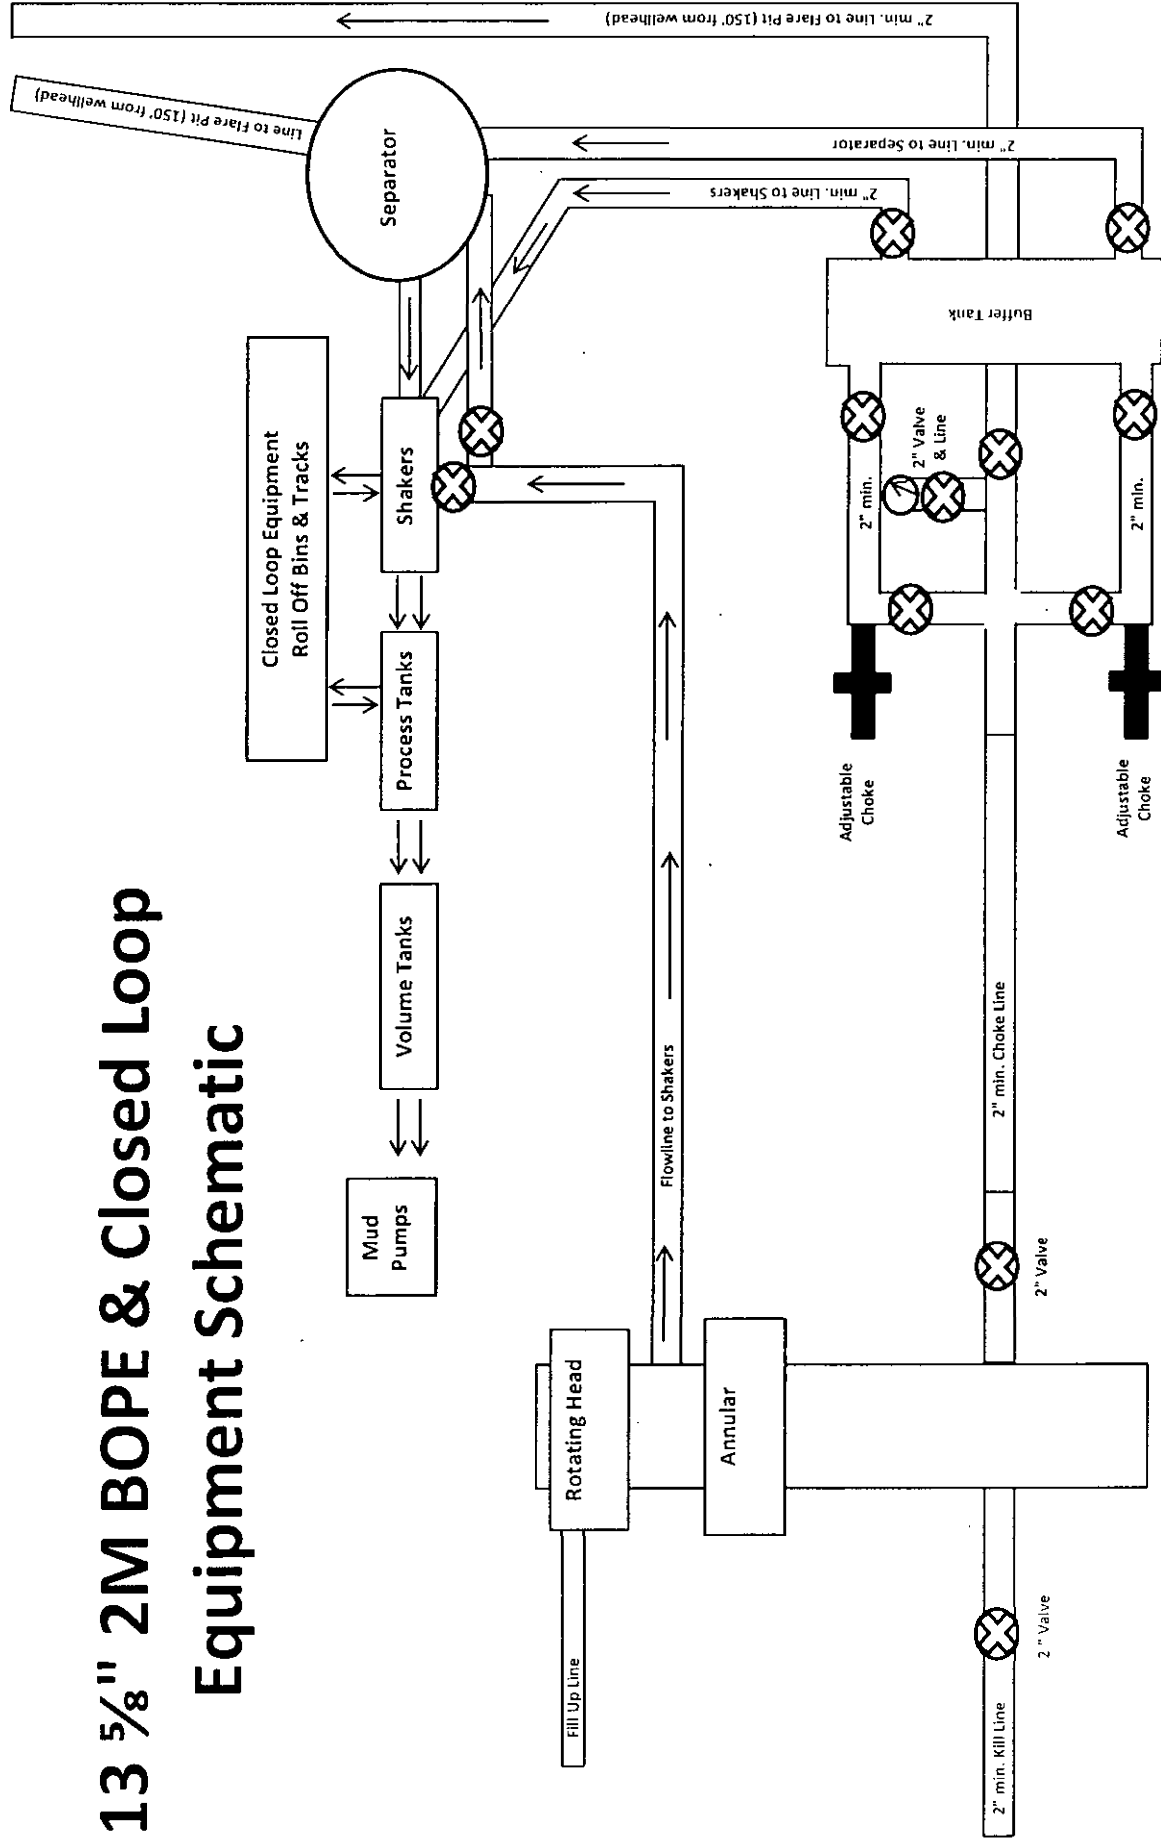 13 ⅝" 2M BOPE & Closed Loop
Equipment Schematic
Closed Loop Equipment
Roll Off Bins & Tracks
Mud
Pumps
Volume Tanks
Process Tanks
Shakers
Separator
Line to Flare Pit (150' from wellhead)
2" min. Line to Flare Pit (150' from wellhead)
Fill Up Line
Rotating Head
Flowline to Shakers
Annular
2" min. Line to Shakers
2" min. Line to Separator
Adjustable
Choke
2" min.
2" Valve
& Line
Buffer Tank
2" min. Kill Line
2 " Valve
2" Valve
2" min. Choke Line
Adjustable
Choke
2" min.